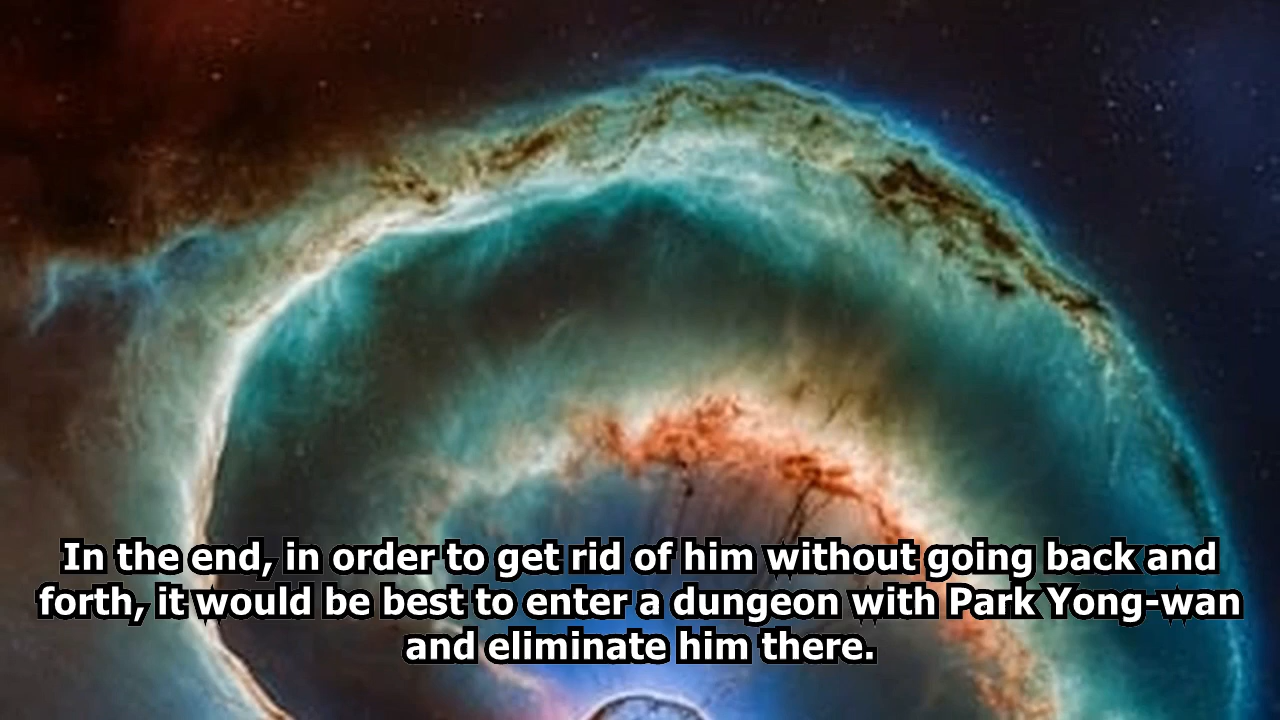 In the end, in order to get rid of him without going back and
forth, it would be best to enter a dungeon with Park Yong-wan
and eliminate him there.